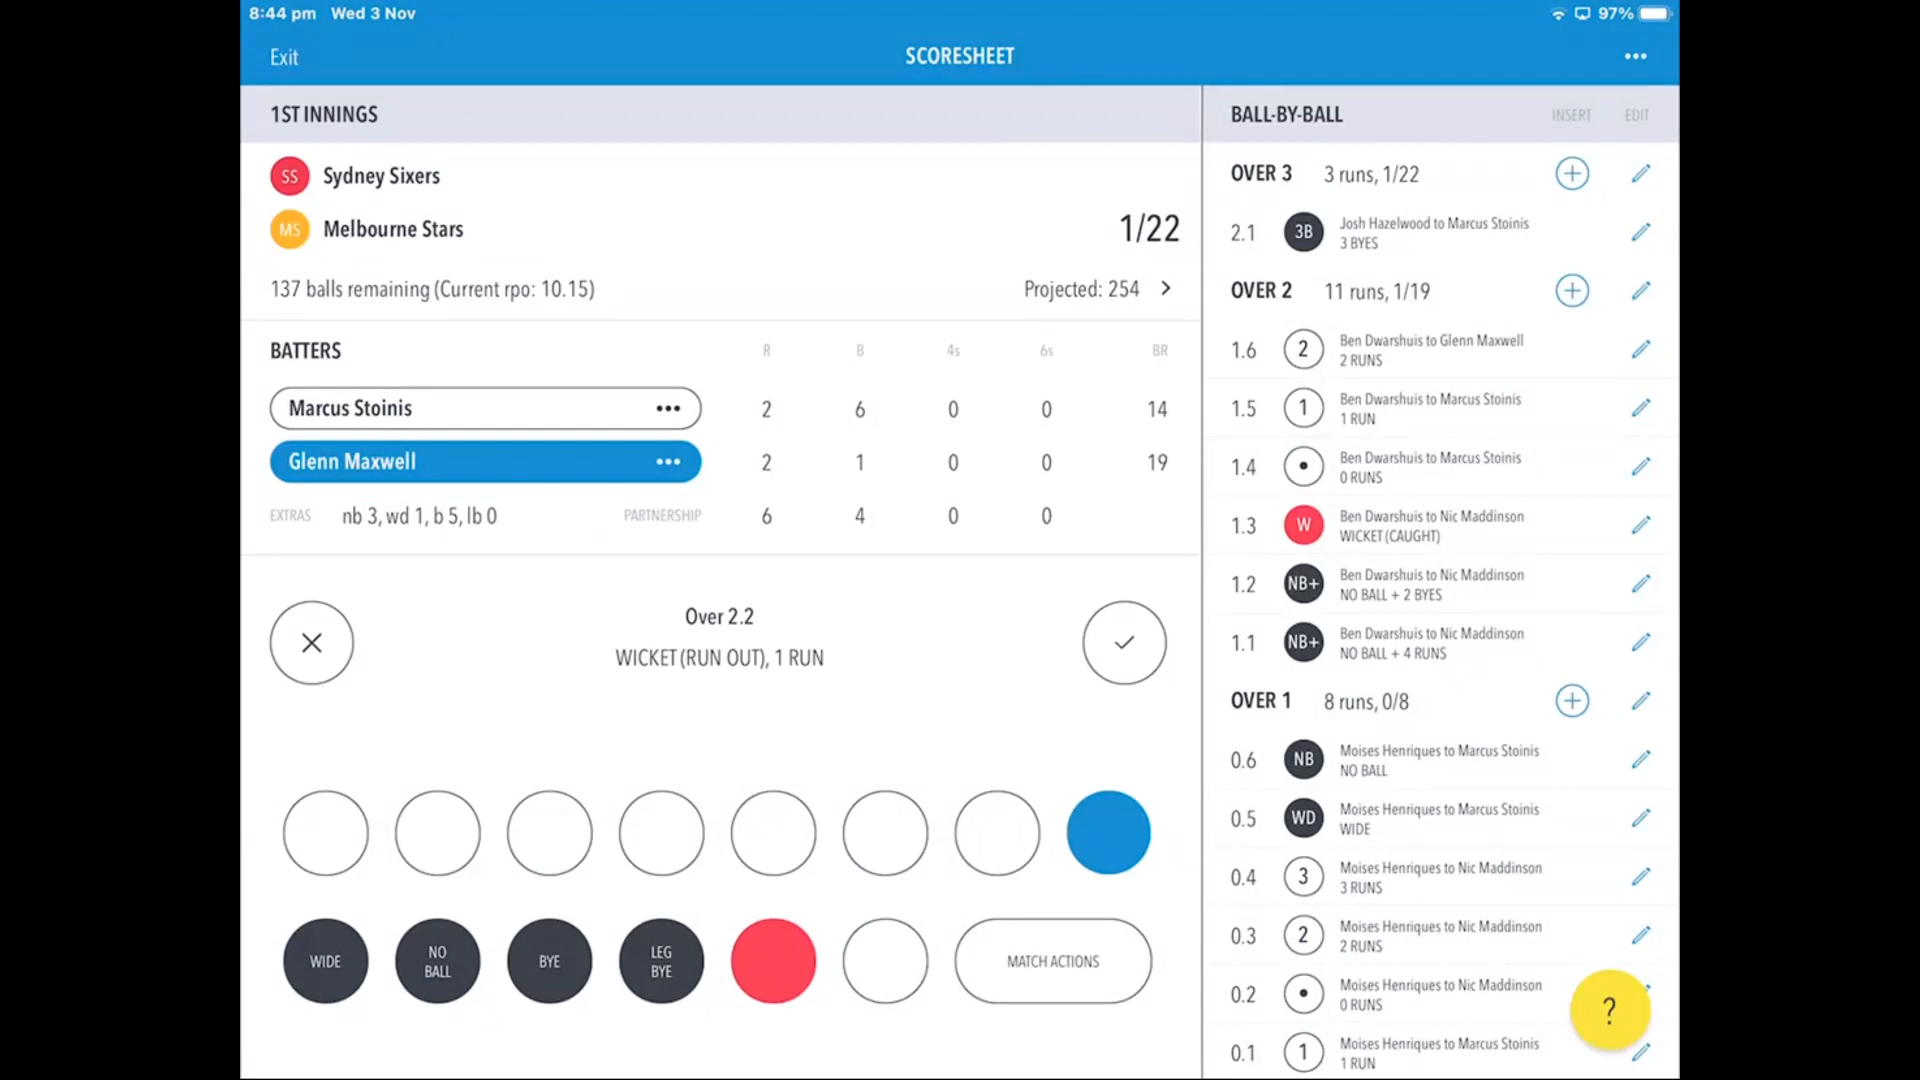 8:44 pm Wed 3 Nov 97%
Exit SCORESHEET •••
1ST INNINGS
SS Sydney Sixers
MS Melbourne Stars 1/22
137 balls remaining (Current rpo: 10.15) Projected: 254 >
BATTERS R B 4s 6s BR
Marcus Stoinis ••• 2 6 0 0 14
Glenn Maxwell ••• 2 1 0 0 19
EXTRAS nb 3, wd 1, b 5, lb 0 PARTNERSHIP 6 4 0 0
Over 2.2
WICKET (RUN OUT), 1 RUN
WIDE
NO
BALL
BYE
LEG
BYE
MATCH ACTIONS
BALL-BY-BALL INSERT EDIT
OVER 3 3 runs, 1/22
2.1 3B Josh Hazelwood to Marcus Stoinis
3 BYES
OVER 2 11 runs, 1/19
1.6 2 Ben Dwarshuis to Glenn Maxwell
2 RUNS
1.5 1 Ben Dwarshuis to Marcus Stoinis
1 RUN
1.4 • Ben Dwarshuis to Marcus Stoinis
0 RUNS
1.3 W Ben Dwarshuis to Nic Maddinson
WICKET (CAUGHT)
1.2 NB+ Ben Dwarshuis to Nic Maddinson
NO BALL + 2 BYES
1.1 NB+ Ben Dwarshuis to Nic Maddinson
NO BALL + 4 RUNS
OVER 1 8 runs, 0/8
0.6 NB Moises Henriques to Marcus Stoinis
NO BALL
0.5 WD Moises Henriques to Marcus Stoinis
WIDE
0.4 3 Moises Henriques to Nic Maddinson
3 RUNS
0.3 2 Moises Henriques to Nic Maddinson
2 RUNS
0.2 • Moises Henriques to Nic Maddinson
0 RUNS
0.1 1 Moises Henriques to Marcus Stoinis
1 RUN
?